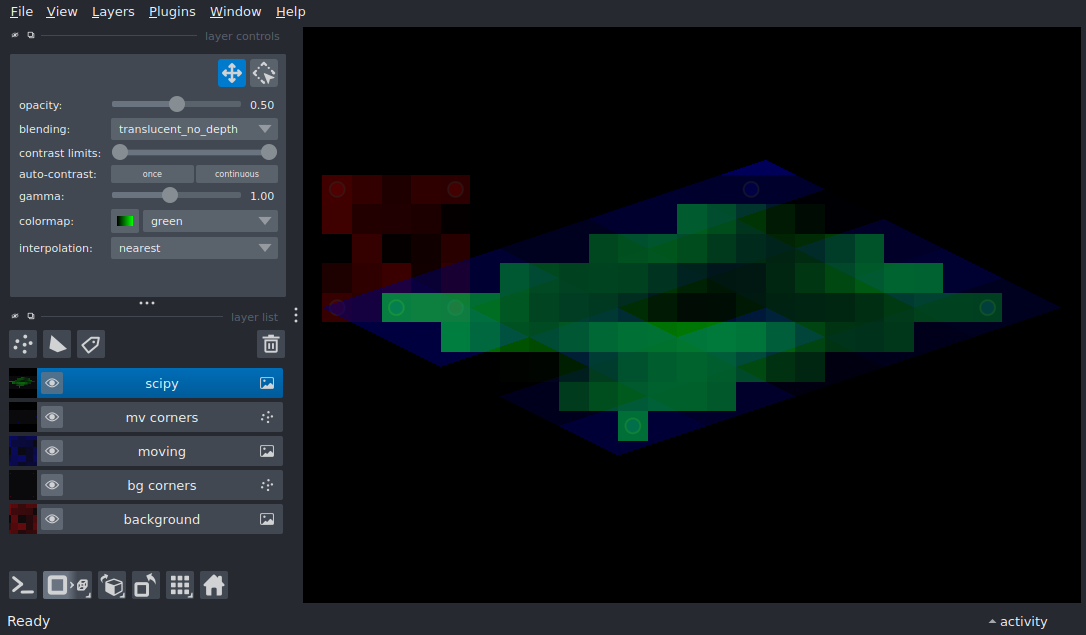 File View Layers Plugins Window Help
layer controls
opacity: 0.50
blending: translucent_no_depth
contrast limits:
auto-contrast: once continuous
gamma: 1.00
colormap: green
interpolation: nearest
layer list
scipy
mv corners
moving
bg corners
background
Ready
activity